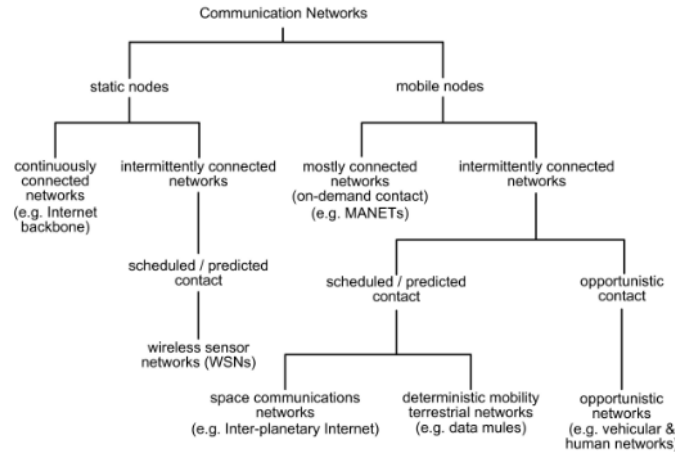 Communication Networks
static nodes
mobile nodes
continuously
connected
networks
(e.g. Internet
backbone)
intermittently connected
networks
mostly connected
networks
(on-demand contact)
(e.g. MANETs)
intermittently connected
networks
scheduled / predicted
contact
scheduled / predicted
contact
opportunistic
contact
wireless sensor
networks (WSNs)
space communications
networks
(e.g. Inter-planetary Internet)
deterministic mobility
terrestrial networks
(e.g. data mules)
opportunistic
networks
(e.g. vehicular &
human networks)